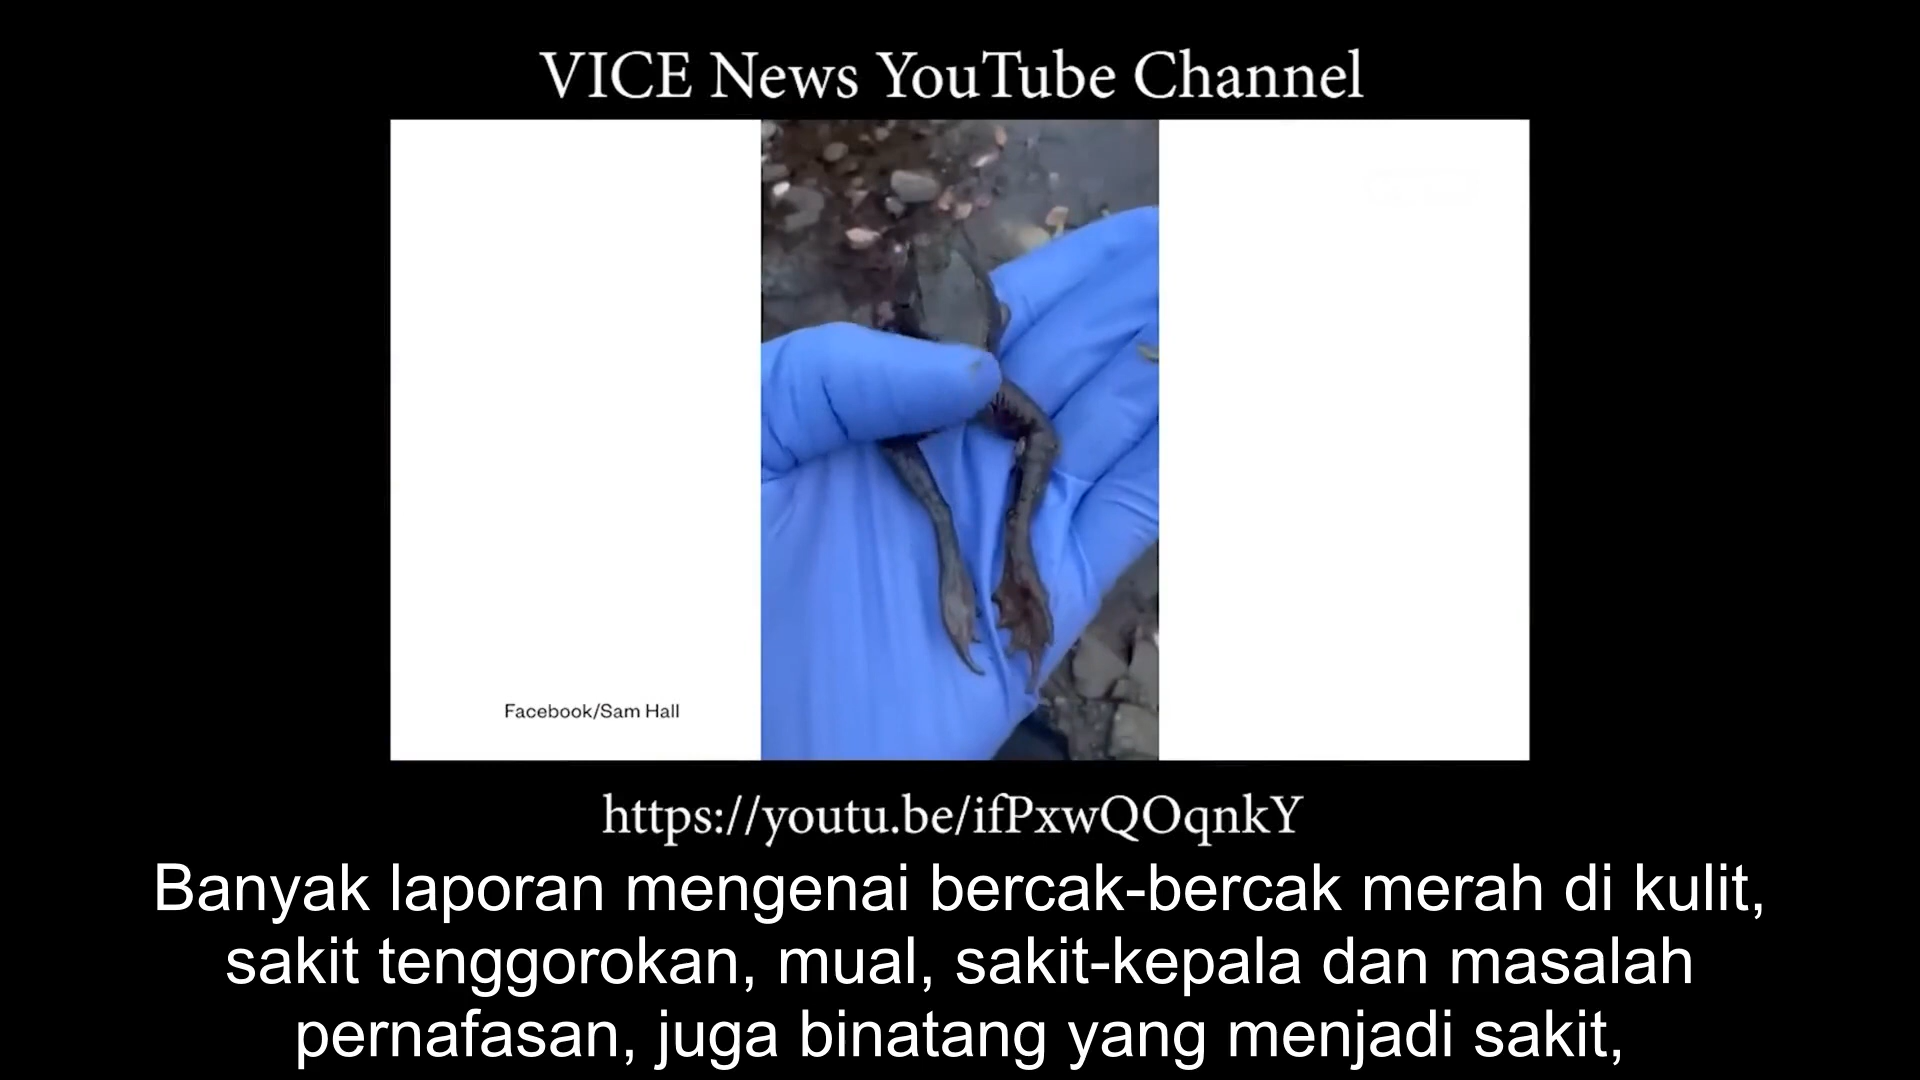 VICE News YouTube Channel
Facebook/Sam Hall
https://youtu.be/ifPxwQOqnkY
Banyak laporan mengenai bercak-bercak merah di kulit,
sakit tenggorokan, mual, sakit-kepala dan masalah
pernafasan, juga binatang yang menjadi sakit,